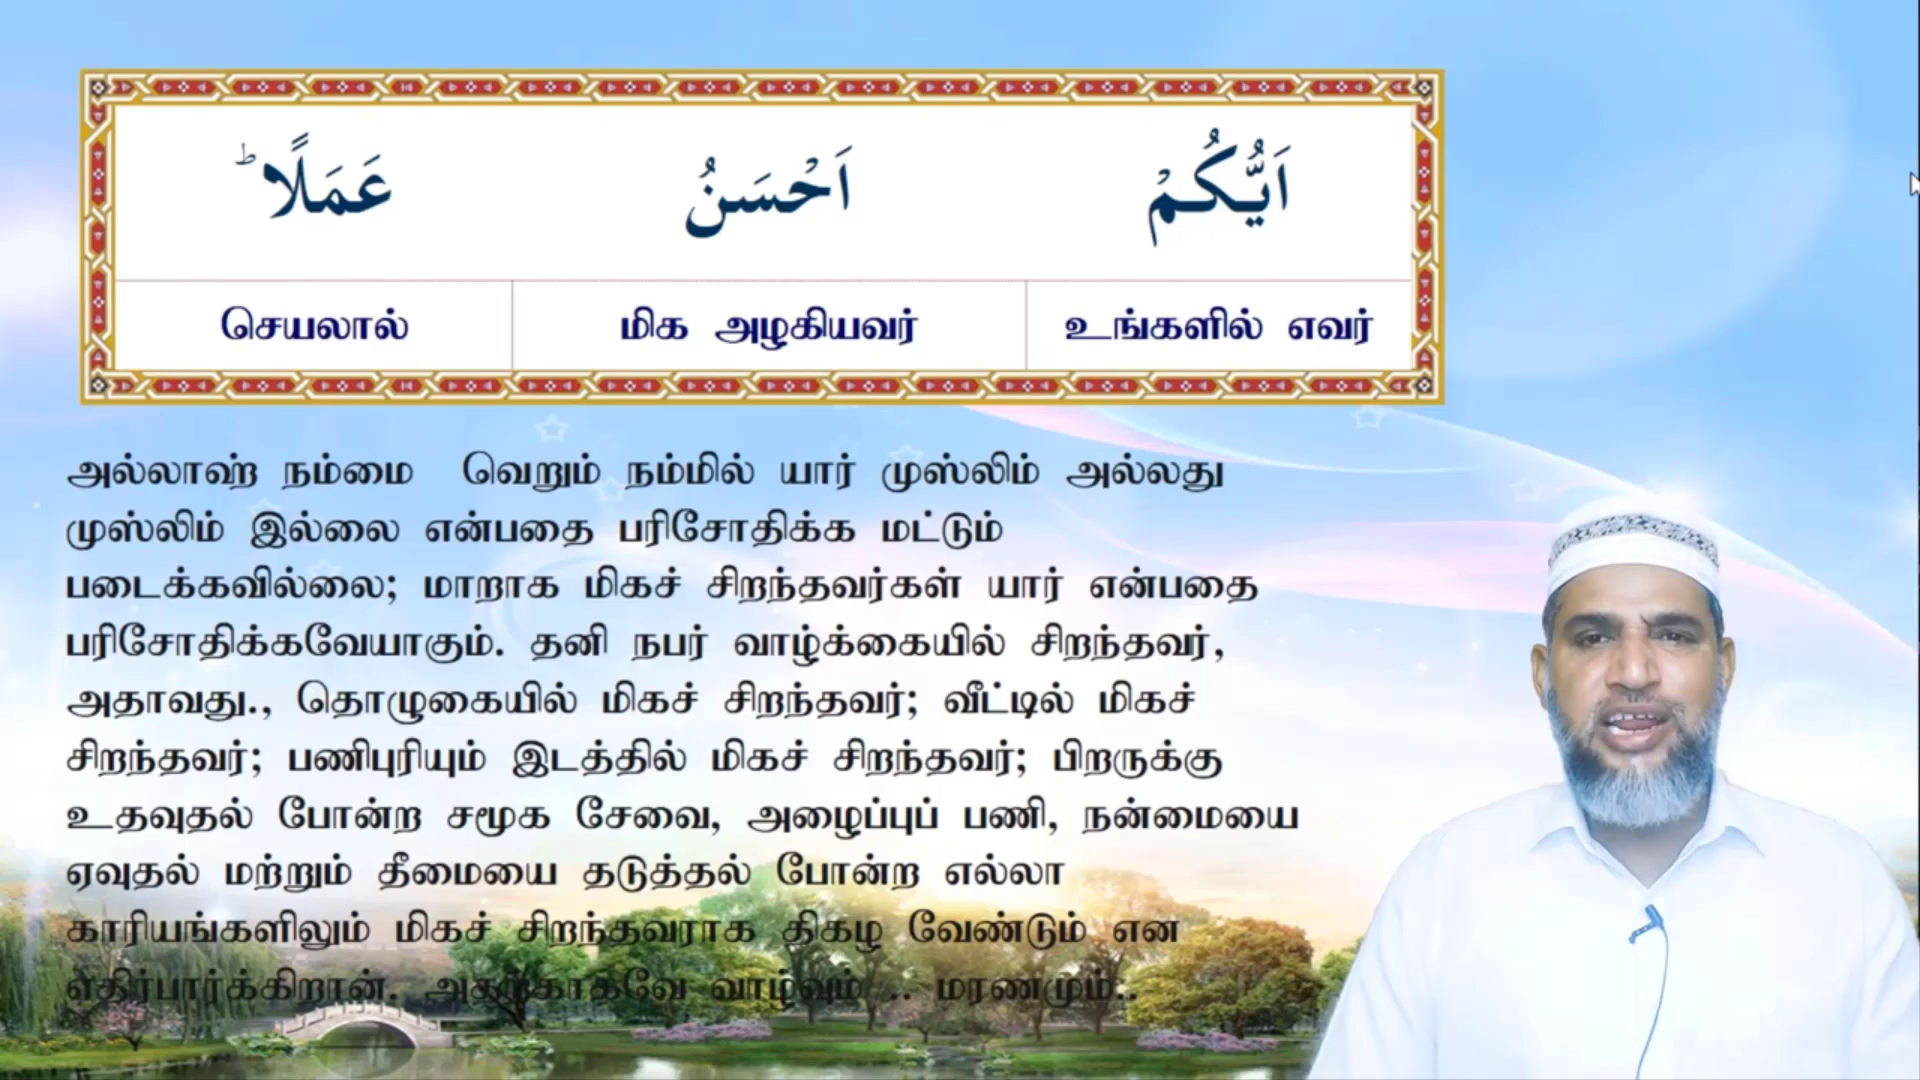 اَيُّكُمْ اَحْسَنُ عَمَلًا ؕ
உங்களில் எவர் மிக அழகியவர் செயலால்
அல்லாஹ் நம்மை வெறும் நம்மில் யார் முஸ்லிம் அல்லது
முஸ்லிம் இல்லை என்பதை பரிசோதிக்க மட்டும்
படைக்கவில்லை; மாறாக மிகச் சிறந்தவர்கள் யார் என்பதை
பரிசோதிக்கவேயாகும். தனி நபர் வாழ்க்கையில் சிறந்தவர்,
அதாவது., தொழுகையில் மிகச் சிறந்தவர்; வீட்டில் மிகச்
சிறந்தவர்; பணிபுரியும் இடத்தில் மிகச் சிறந்தவர்; பிறருக்கு
உதவுதல் போன்ற சமூக சேவை, அழைப்புப் பணி, நன்மையை
ஏவுதல் மற்றும் தீமையை தடுத்தல் போன்ற எல்லா
காரியங்களிலும் மிகச் சிறந்தவராக திகழ வேண்டும் என
எதிர்பார்க்கிறான். அதற்காகவே வாழ்வும் .. மரணமும்..